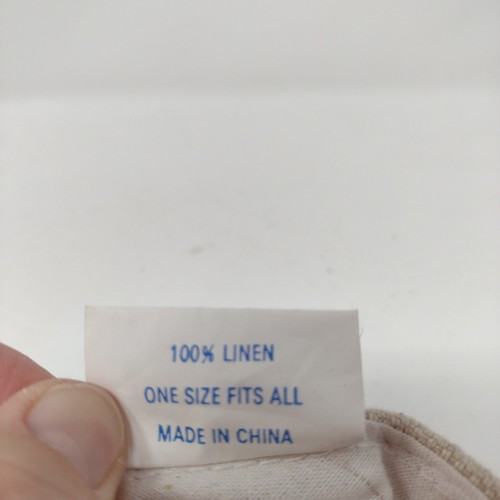 100% LINEN
ONE SIZE FITS ALL
MADE IN CHINA